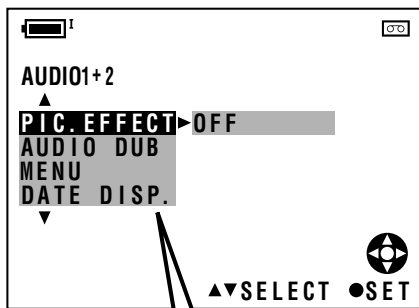 I
AUDIO1+2
▲
PIC.EFFECT▶OFF
AUDIO DUB
MENU
DATE DISP.
▼
▲▼SELECT ●SET